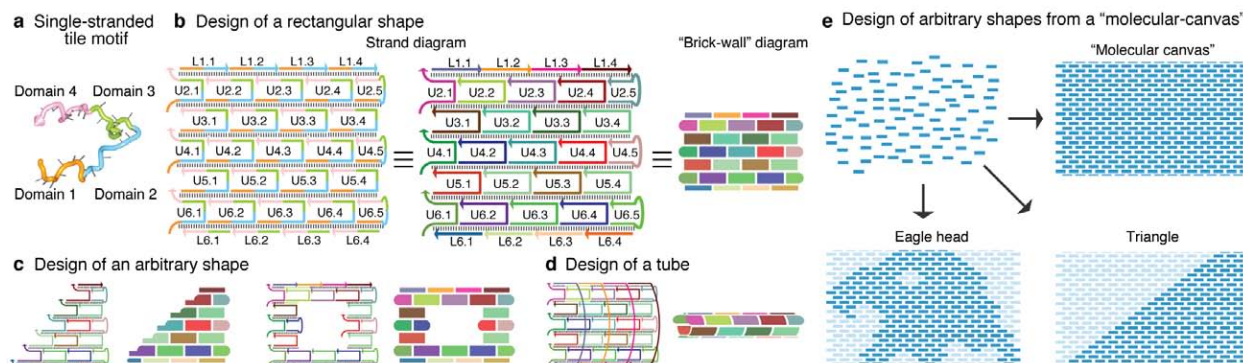 a Single-stranded
tile motif
Domain 4 Domain 3
Domain 1 Domain 2
b Design of a rectangular shape
Strand diagram
"Brick-wall" diagram
L1.1 L1.2 L1.3 L1.4
U2.1 U2.2 U2.3 U2.4 U2.5
U3.1 U3.2 U3.3 U3.4
U4.1 U4.2 U4.3 U4.4 U4.5
U5.1 U5.2 U5.3 U5.4
U6.1 U6.2 U6.3 U6.4 U6.5
L6.1 L6.2 L6.3 L6.4
L1.1 L1.2 L1.3 L1.4
U2.1 U2.2 U2.3 U2.4 U2.5
U3.1 U3.2 U3.3 U3.4
U4.1 U4.2 U4.3 U4.4 U4.5
U5.1 U5.2 U5.3 U5.4
U6.1 U6.2 U6.3 U6.4 U6.5
L6.1 L6.2 L6.3 L6.4
c Design of an arbitrary shape
d Design of a tube
e Design of arbitrary shapes from a "molecular-canvas"
"Molecular canvas"
Eagle head
Triangle